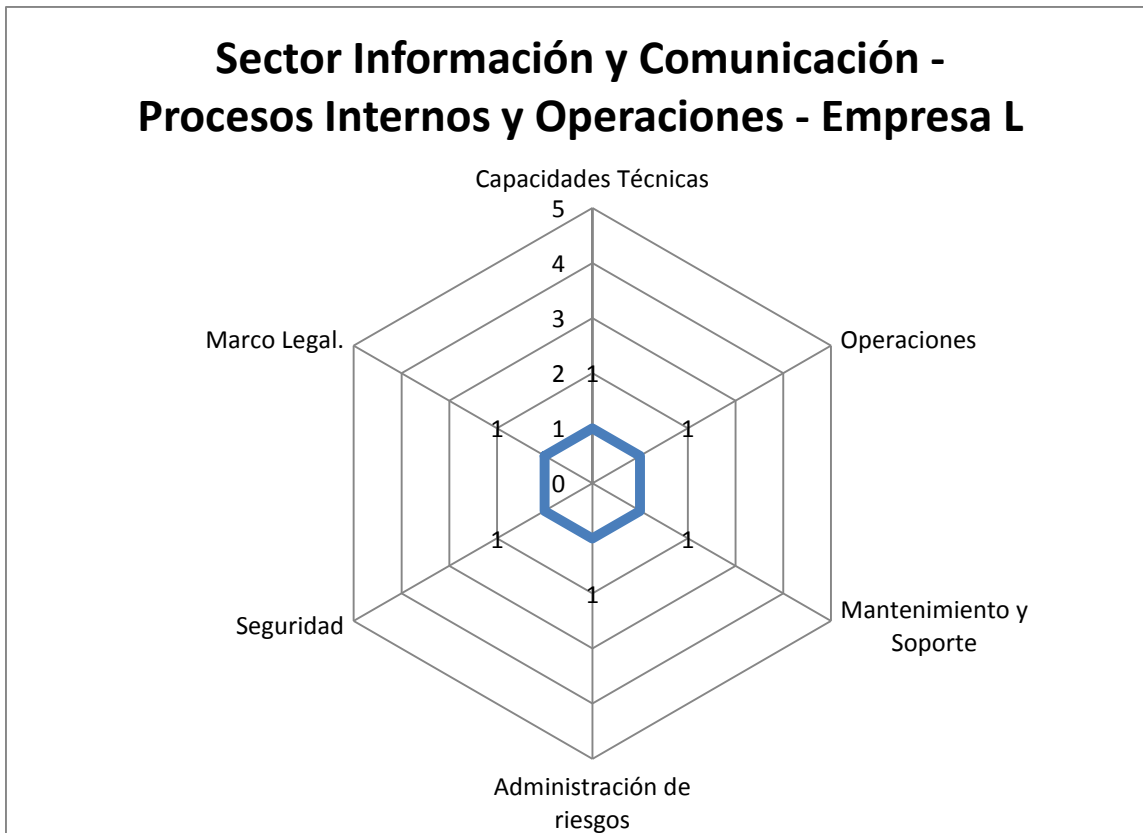 Sector Información y Comunicación -
Procesos Internos y Operaciones - Empresa L
Capacidades Técnicas
5
4
Marco Legal.
3
Operaciones
2 1
1 1 1
0
1 1
1
Seguridad
Mantenimiento y
Soporte
Administración de
riesgos